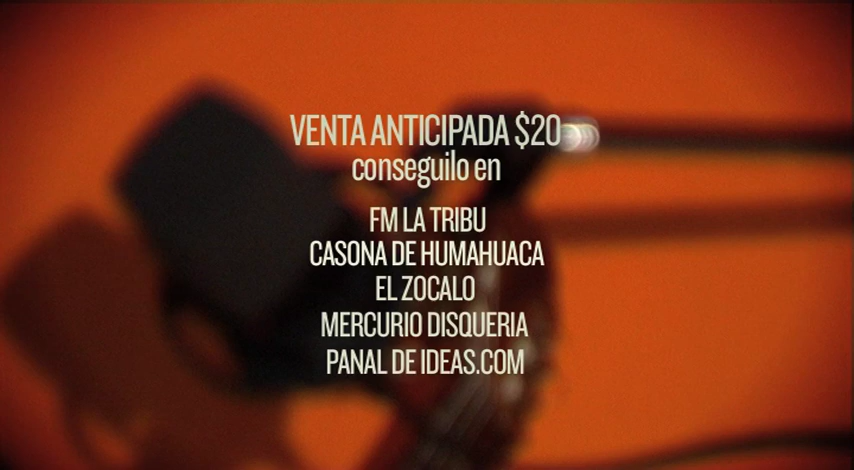 VENTA ANTICIPADA $20
conseguilo en
FM LA TRIBU
CASONA DE HUMAHUACA
EL ZOCALO
MERCURIO DISQUERIA
PANAL DE IDEAS.COM